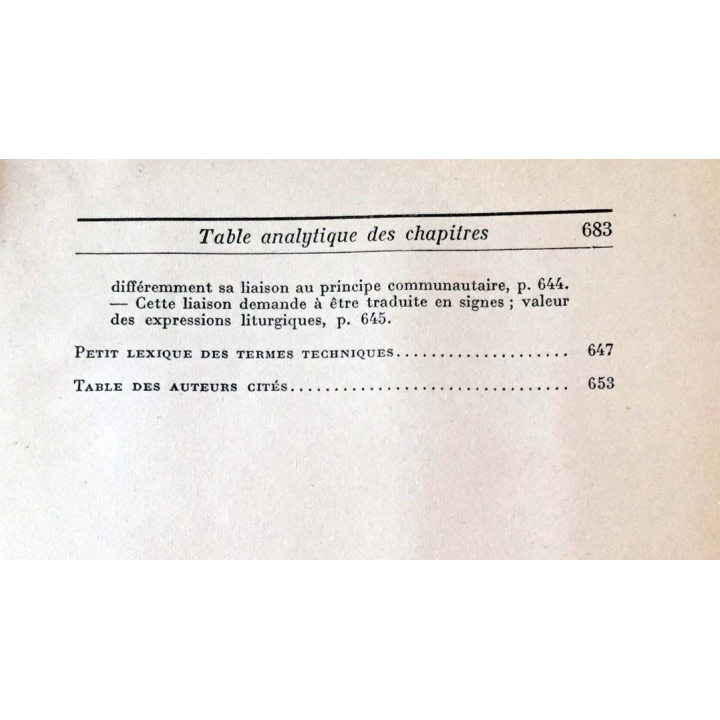 Table analytique des chapitres 683
différemment sa liaison au principe communautaire, p. 644.
— Cette liaison demande à être traduite en signes ; valeur
des expressions liturgiques, p. 645.
PETIT LEXIQUE DES TERMES TECHNIQUES..................... 647
TABLE DES AUTEURS CITÉS.................................. 653